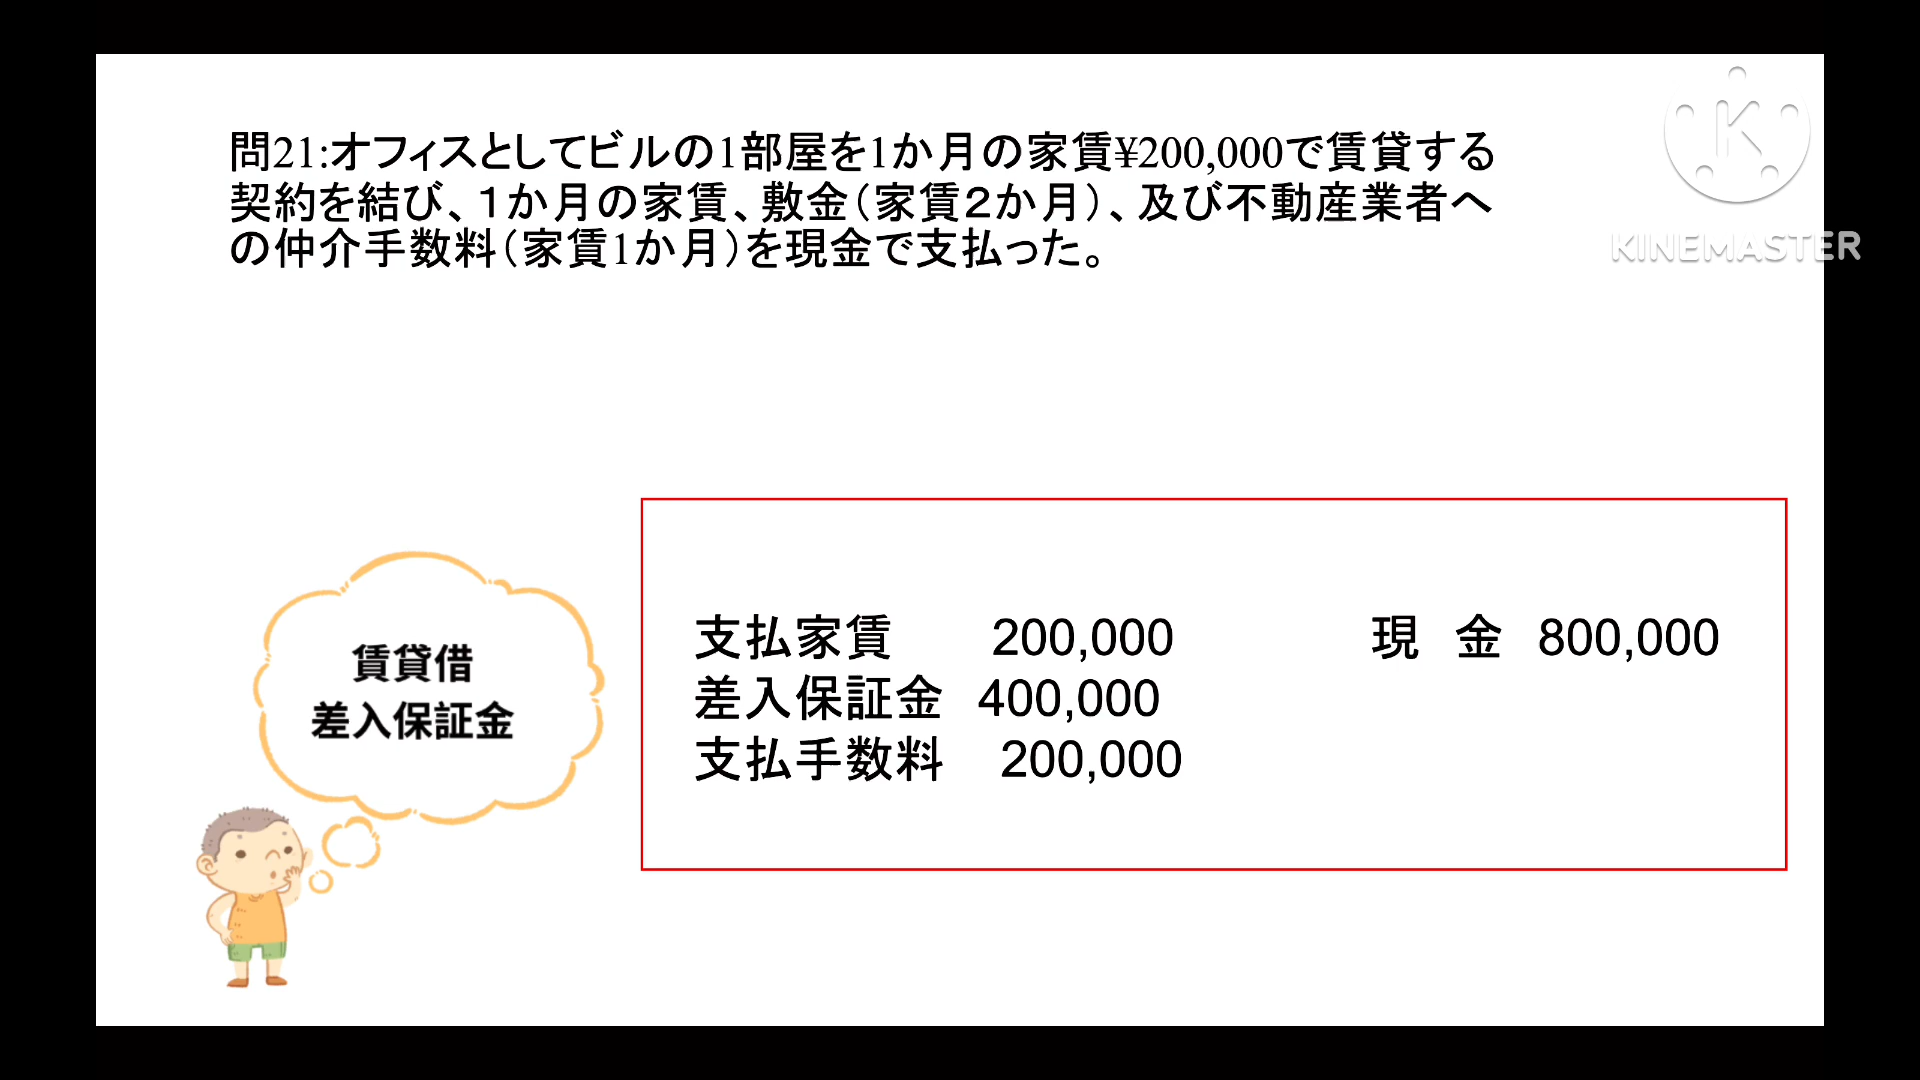 問21:オフィスとしてビルの1部屋を1か月の家賃¥200,000で賃貸する
契約を結び、１か月の家賃、敷金（家賃２か月）、及び不動産業者へ
の仲介手数料（家賃1か月）を現金で支払った。
KINEMASTER
賃貸借
差入保証金
支払家賃 200,000 現 金 800,000
差入保証金 400,000
支払手数料 200,000